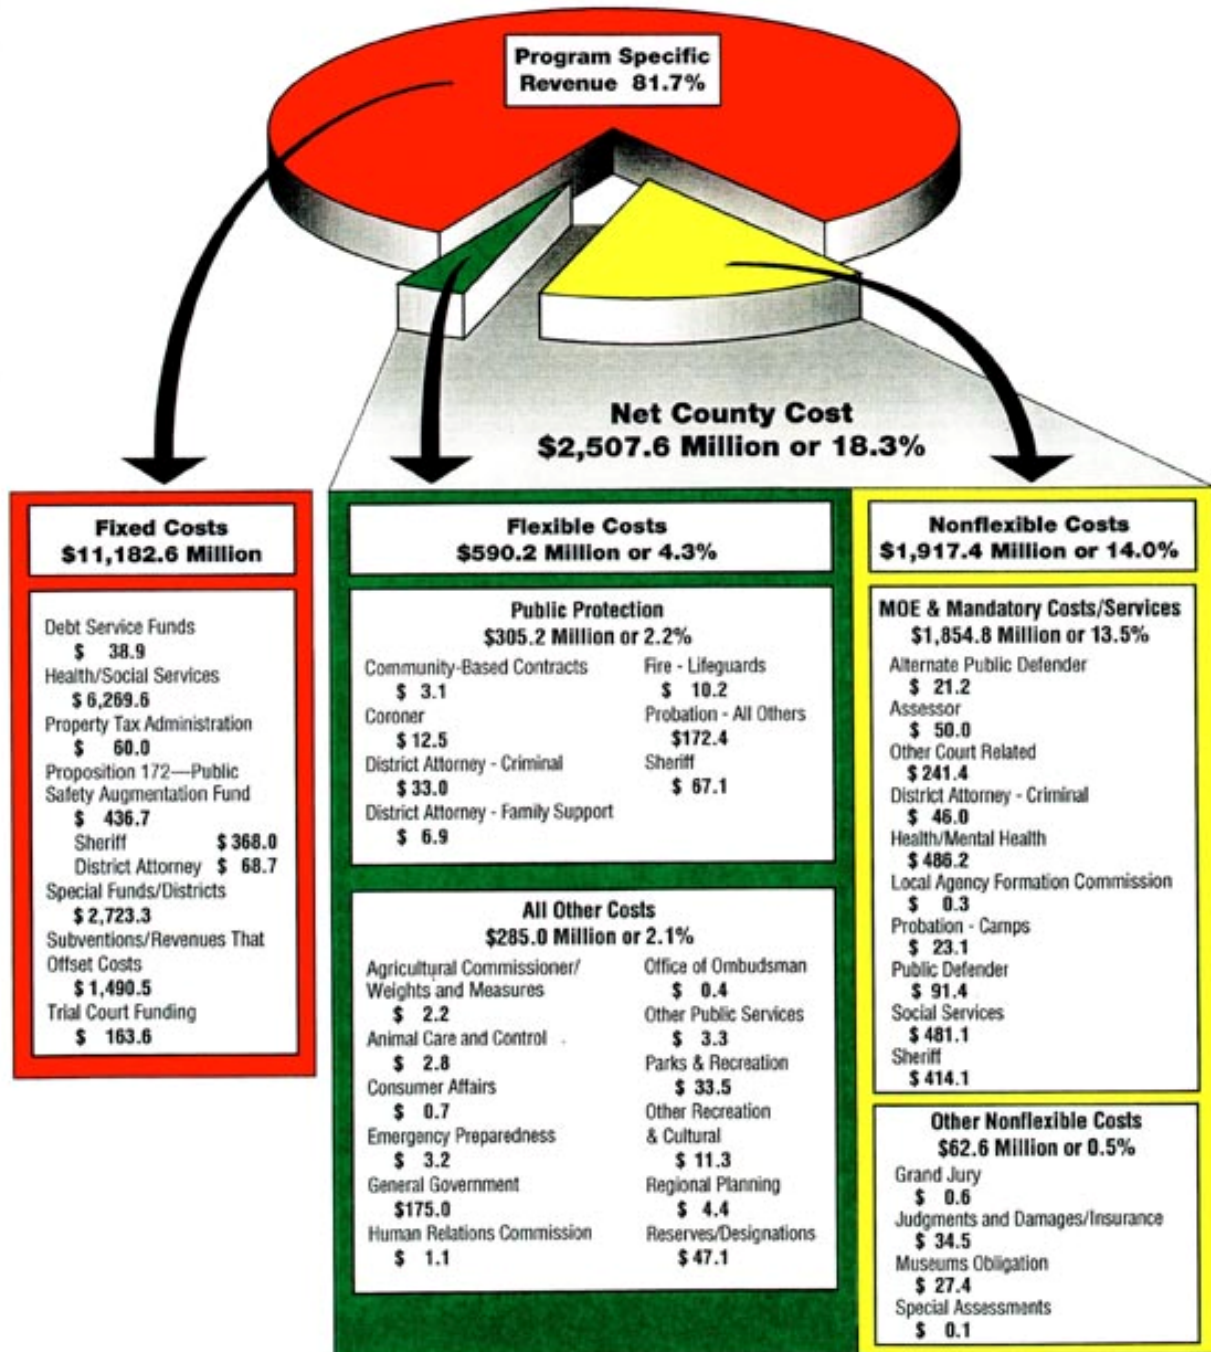 Program Specific
Revenue 81.7%
Net County Cost
$2,507.6 Million or 18.3%
Fixed Costs
$11,182.6 Million
Debt Service Funds
$ 38.9
Health/Social Services
$ 6,269.6
Property Tax Administration
$ 60.0
Proposition 172—Public
Safety Augmentation Fund
$ 436.7
Sheriff $ 368.0
District Attorney $ 68.7
Special Funds/Districts
$ 2,723.3
Subventions/Revenues That
Offset Costs
$ 1,490.5
Trial Court Funding
$ 163.6
Flexible Costs
$590.2 Million or 4.3%
Public Protection
$305.2 Million or 2.2%
Community-Based Contracts
$ 3.1
Coroner
$ 12.5
District Attorney - Criminal
$ 33.0
District Attorney - Family Support
$ 6.9
Fire - Lifeguards
$ 10.2
Probation - All Others
$172.4
Sheriff
$ 67.1
All Other Costs
$285.0 Million or 2.1%
Agricultural Commissioner/
Weights and Measures
$ 2.2
Animal Care and Control
$ 2.8
Consumer Affairs
$ 0.7
Emergency Preparedness
$ 3.2
General Government
$175.0
Human Relations Commission
$ 1.1
Office of Ombudsman
$ 0.4
Other Public Services
$ 3.3
Parks & Recreation
$ 33.5
Other Recreation
& Cultural
$ 11.3
Regional Planning
$ 4.4
Reserves/Designations
$ 47.1
Nonflexible Costs
$1,917.4 Million or 14.0%
MOE & Mandatory Costs/Services
$1,854.8 Million or 13.5%
Alternate Public Defender
$ 21.2
Assessor
$ 50.0
Other Court Related
$ 241.4
District Attorney - Criminal
$ 46.0
Health/Mental Health
$ 486.2
Local Agency Formation Commission
$ 0.3
Probation - Camps
$ 23.1
Public Defender
$ 91.4
Social Services
$ 481.1
Sheriff
$ 414.1
Other Nonflexible Costs
$62.6 Million or 0.5%
Grand Jury
$ 0.6
Judgments and Damages/Insurance
$ 34.5
Museums Obligation
$ 27.4
Special Assessments
$ 0.1